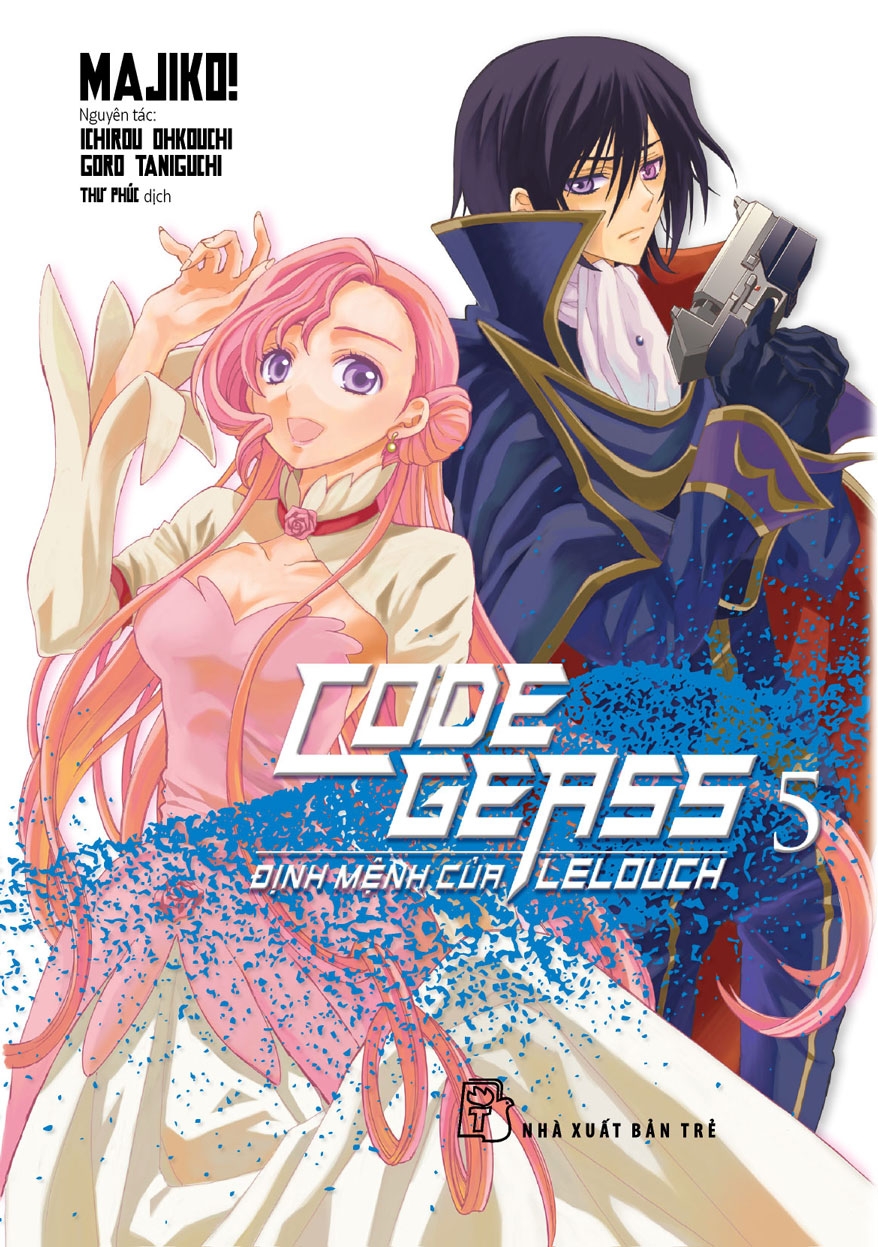 MAJIKO!
Nguyên tác:
ICHIROU OHKOUCHI
GORO TANIGUCHI
THƯ PHÚC dịch
CODE
GEASS 5
ĐỊNH MỆNH CỦA LELOUCH
T NHÀ XUẤT BẢN TRẺ